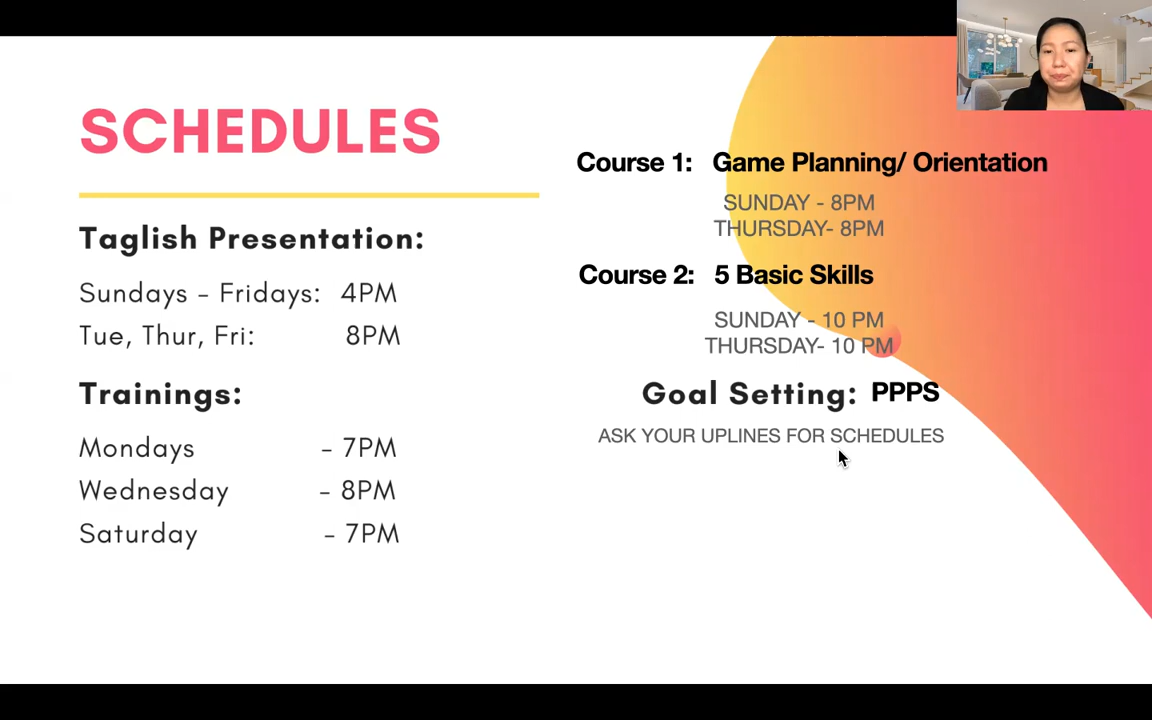 SCHEDULES
Taglish Presentation:
Sundays - Fridays: 4PM
Tue, Thur, Fri: 8PM
Trainings:
Mondays - 7PM
Wednesday - 8PM
Saturday - 7PM
Course 1: Game Planning/ Orientation
SUNDAY - 8PM
THURSDAY- 8PM
Course 2: 5 Basic Skills
SUNDAY - 10 PM
THURSDAY- 10 PM
Goal Setting: PPPS
ASK YOUR UPLINES FOR SCHEDULES